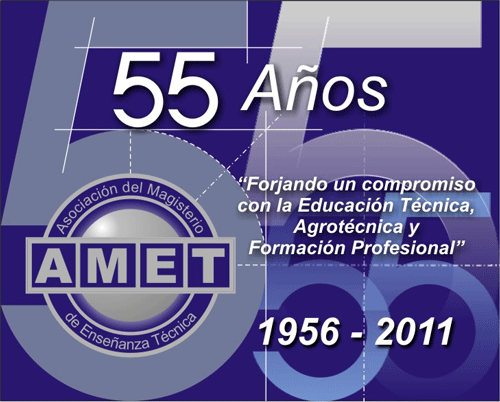 55 Años
"Forjando un compromiso
con la Educación Técnica,
Agrotécnica y
Formación Profesional"
Asociación del Magisterio
AMET
de Enseñanza Técnica
1956 - 2011